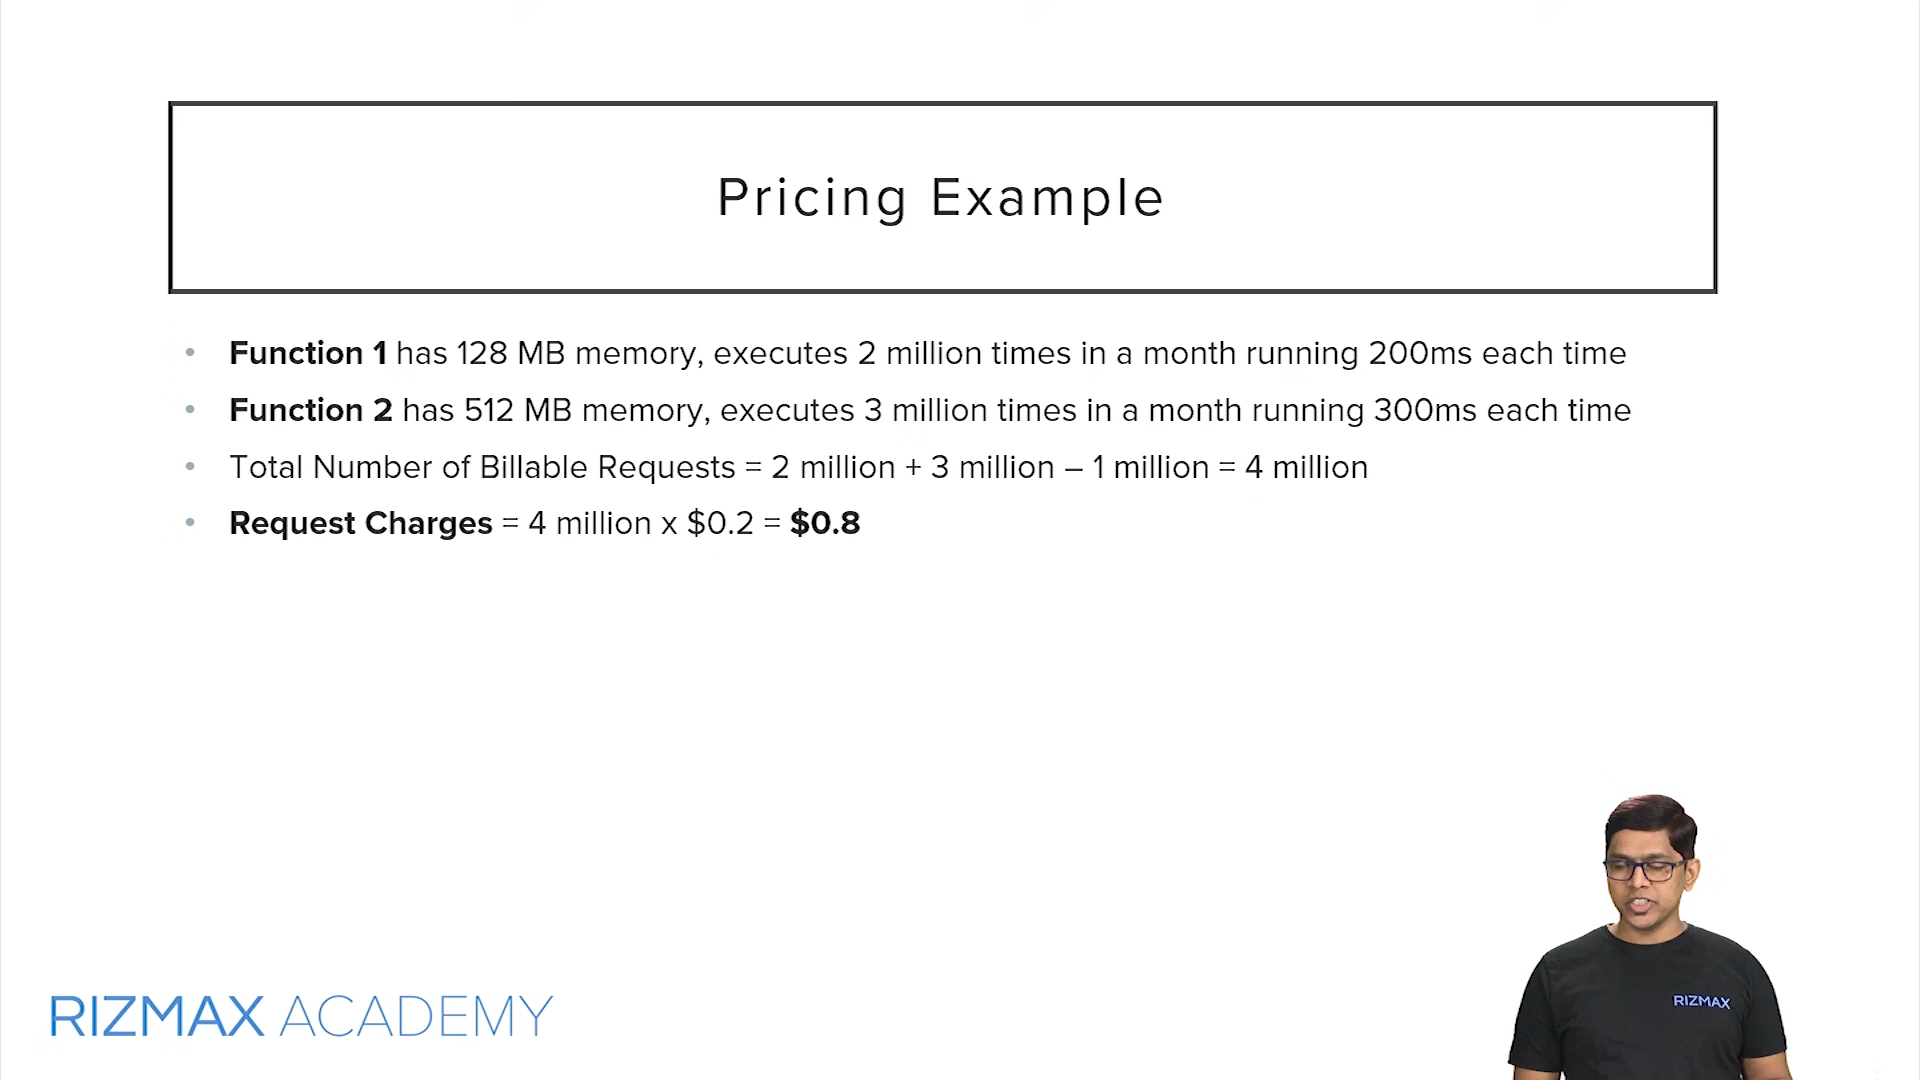 Pricing Example
• Function 1 has 128 MB memory, executes 2 million times in a month running 200ms each time
• Function 2 has 512 MB memory, executes 3 million times in a month running 300ms each time
• Total Number of Billable Requests = 2 million + 3 million – 1 million = 4 million
• Request Charges = 4 million x $0.2 = $0.8
RIZMAX
RIZMAX ACADEMY